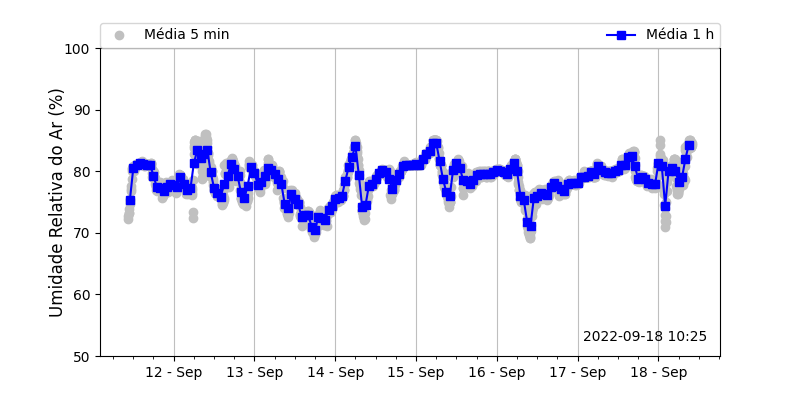 Média 5 min
Média 1 h
Umidade Relativa do Ar (%)
100
90
80
70
60
50
2022-09-18 10:25
12 - Sep
13 - Sep
14 - Sep
15 - Sep
16 - Sep
17 - Sep
18 - Sep